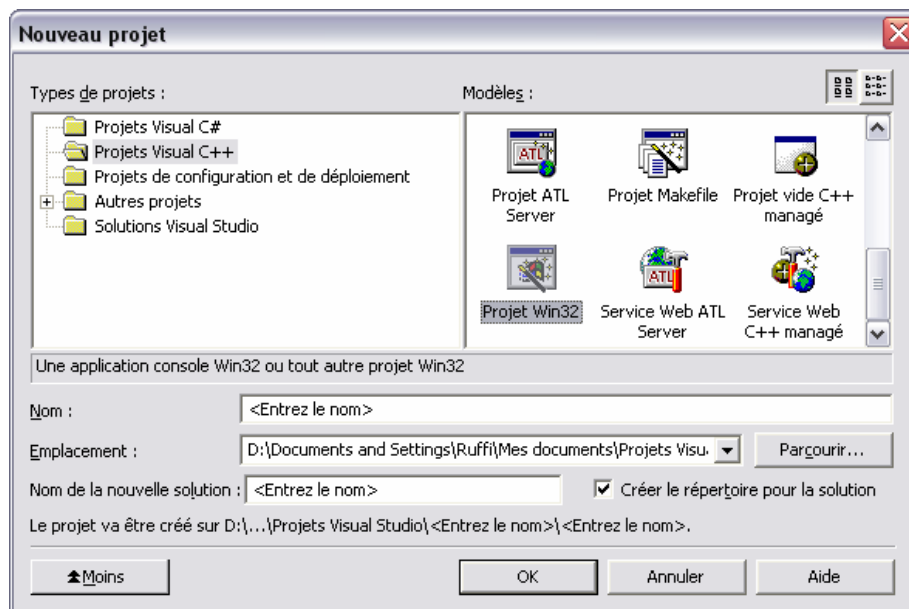 Nouveau projet
Types de projets :
Modèles :
Projets Visual C#
Projets Visual C++
Projets de configuration et de déploiement
Autres projets
Solutions Visual Studio
ATL
Projet ATL
Server
Projet Makefile
Projet vide C++
managé
Projet Win32
ATL
Service Web ATL
Server
Service Web
C++ managé
Une application console Win32 ou tout autre projet Win32
Nom :
<Entrez le nom>
Emplacement :
D:\Documents and Settings\Ruffi\Mes documents\Projets Visu
Parcourir...
Nom de la nouvelle solution :
<Entrez le nom>
Créer le répertoire pour la solution
Le projet va être créé sur D:\...\Projets Visual Studio\<Entrez le nom>\<Entrez le nom>.
Moins
OK
Annuler
Aide